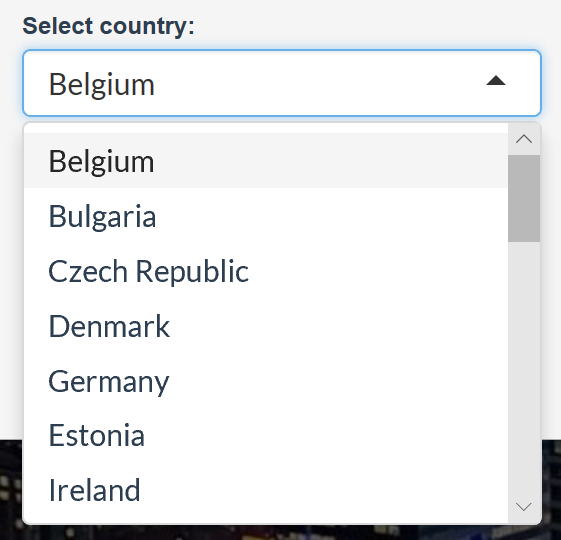 Select country:
Belgium
Belgium
Bulgaria
Czech Republic
Denmark
Germany
Estonia
Ireland